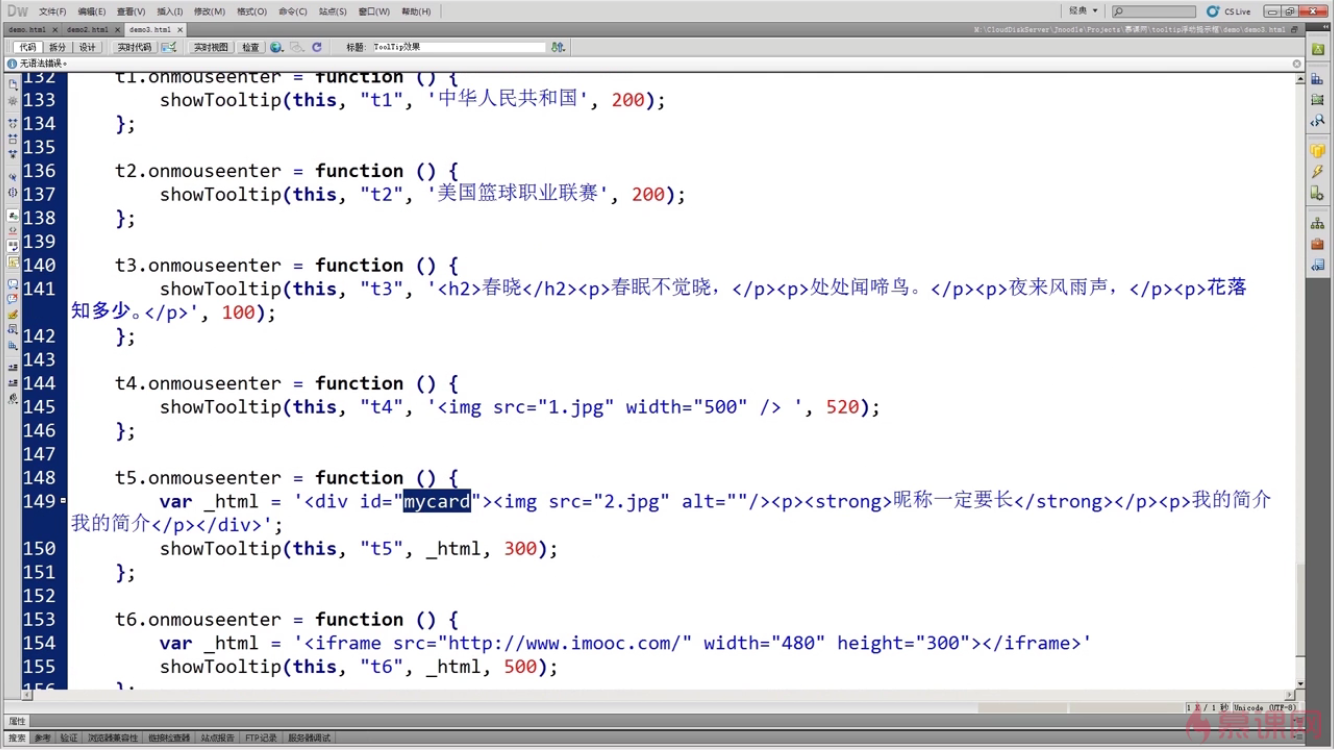 Dw 文件(F) 编辑(E) 查看(V) 插入(I) 修改(M) 格式(O) 命令(C) 站点(S) 窗口(W) 帮助(H) 经典 CS Live
demo.html × demo2.html × demo3.html ×
代码 拆分 设计 实时代码 实时视图 检查 标题: ToolTip效果
无语法错误。
132 t1.onmouseenter = function () {
133 showTooltip(this, "t1", '中华人民共和国', 200);
134 };
135
136 t2.onmouseenter = function () {
137 showTooltip(this, "t2", '美国篮球职业联赛', 200);
138 };
139
140 t3.onmouseenter = function () {
141 showTooltip(this, "t3", '<h2>春晓</h2><p>春眠不觉晓，</p><p>处处闻啼鸟。</p><p>夜来风雨声，</p><p>花落
知多少。</p>', 100);
142 };
143
144 t4.onmouseenter = function () {
145 showTooltip(this, "t4", '<img src="1.jpg" width="500" /> ', 520);
146 };
147
148 t5.onmouseenter = function () {
149 var _html = '<div id="mycard"><img src="2.jpg" alt=""/><p><strong>昵称一定要长</strong></p><p>我的简介
我的简介</p></div>';
150 showTooltip(this, "t5", _html, 300);
151 };
152
153 t6.onmouseenter = function () {
154 var _html = '<iframe src="http://www.imooc.com/" width="480" height="300"></iframe>'
155 showTooltip(this, "t6", _html, 500);
156 };
1 K / 1 秒 Unicode (UTF-8)
属性
搜索 参考 验证 浏览器兼容性 链接检查器 站点报告 FTP记录 服务器调试
慕课网